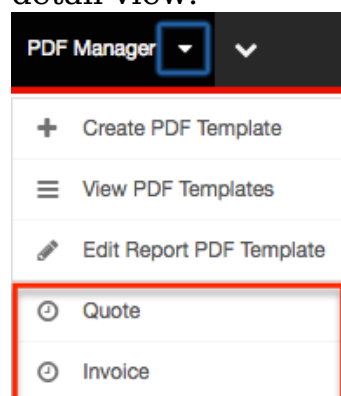 detail view.
PDF Manager
Create PDF Template
View PDF Templates
Edit Report PDF Template
Quote
Invoice